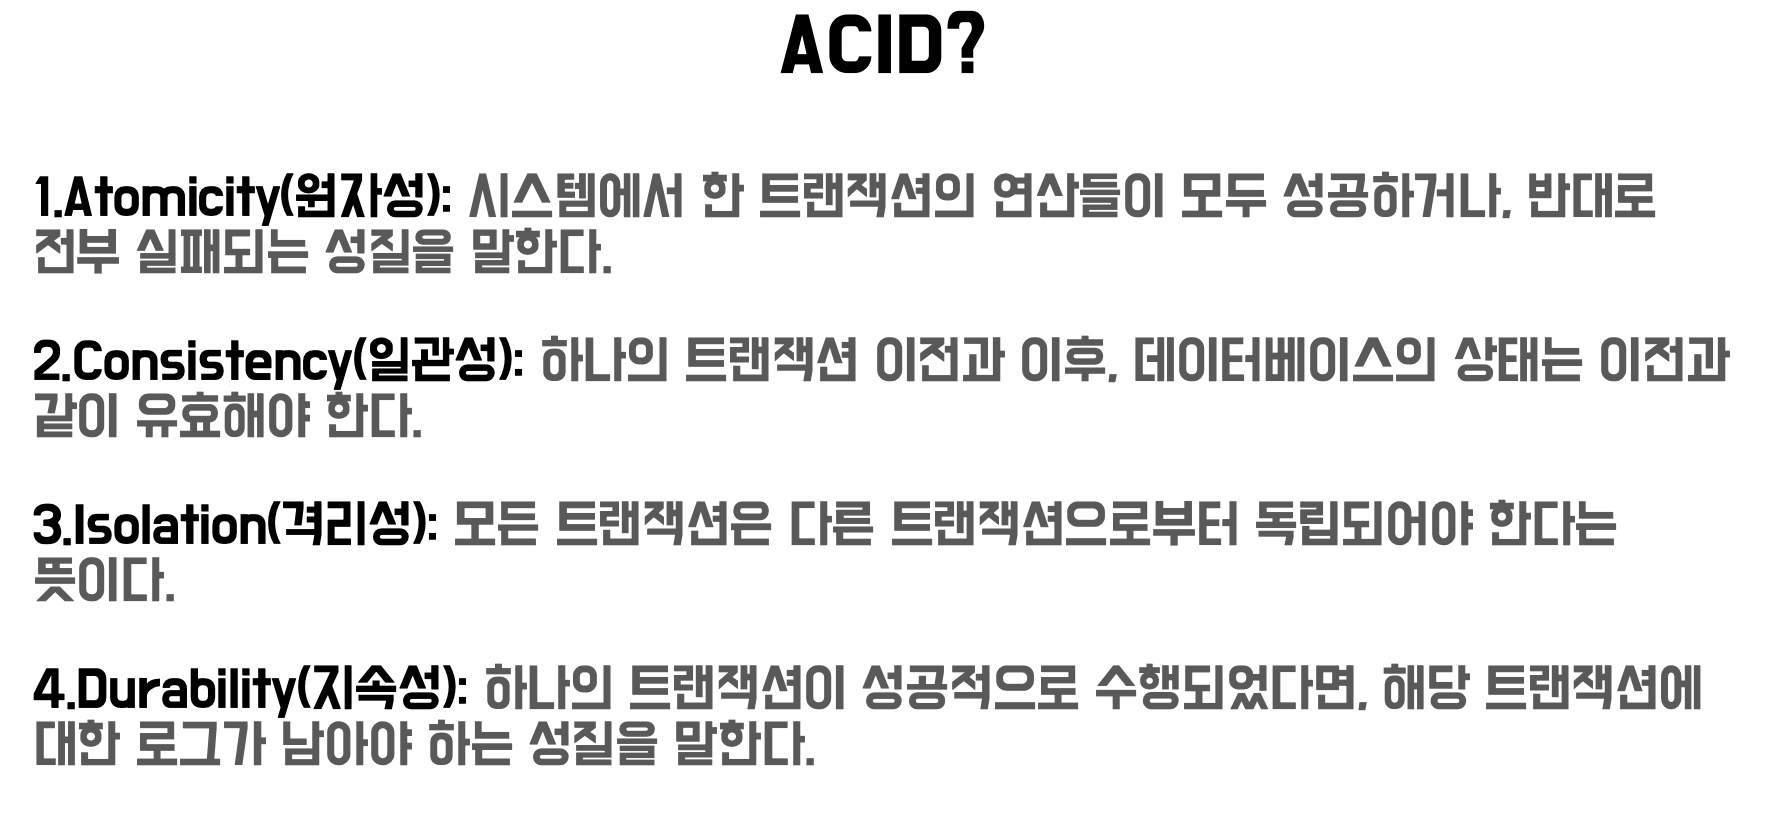 ACID?
1.Atomicity(원자성): 시스템에서 한 트랜잭션의 연산들이 모두 성공하거나, 반대로
전부 실패되는 성질을 말한다.
2.Consistency(일관성): 하나의 트랜잭션 이전과 이후, 데이터베이스의 상태는 이전과
같이 유효해야 한다.
3.Isolation(격리성): 모든 트랜잭션은 다른 트랜잭션으로부터 독립되어야 한다는
뜻이다.
4.Durability(지속성): 하나의 트랜잭션이 성공적으로 수행되었다면, 해당 트랜잭션에
대한 로그가 남아야 하는 성질을 말한다.